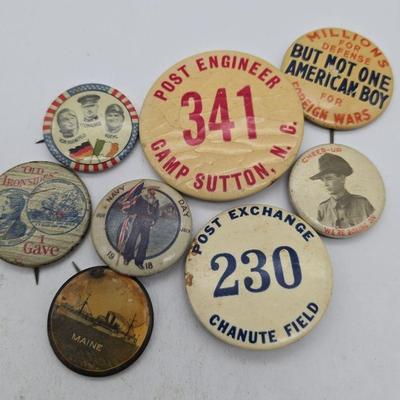 MILLIONS
FOR
DEFENSE
BUT NOT ONE
AMERICAN BOY
FOR
FOREIGN WARS
POST ENGINEER
341
CAMP SUTTON, N.C.
"OLD
IRONSIDES"
I Gave
NAVY DAY
1918
CHEER-UP
POST EXCHANGE
230
CHANUTE FIELD
MAINE